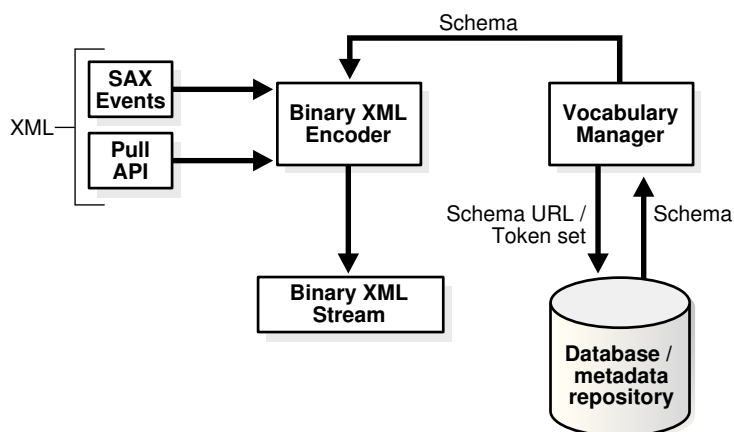 Schema
SAX
Events
XML
Pull
API
Binary XML
Encoder
Vocabulary
Manager
Schema URL /
Token set
Schema
Binary XML
Stream
Database /
metadata
repository